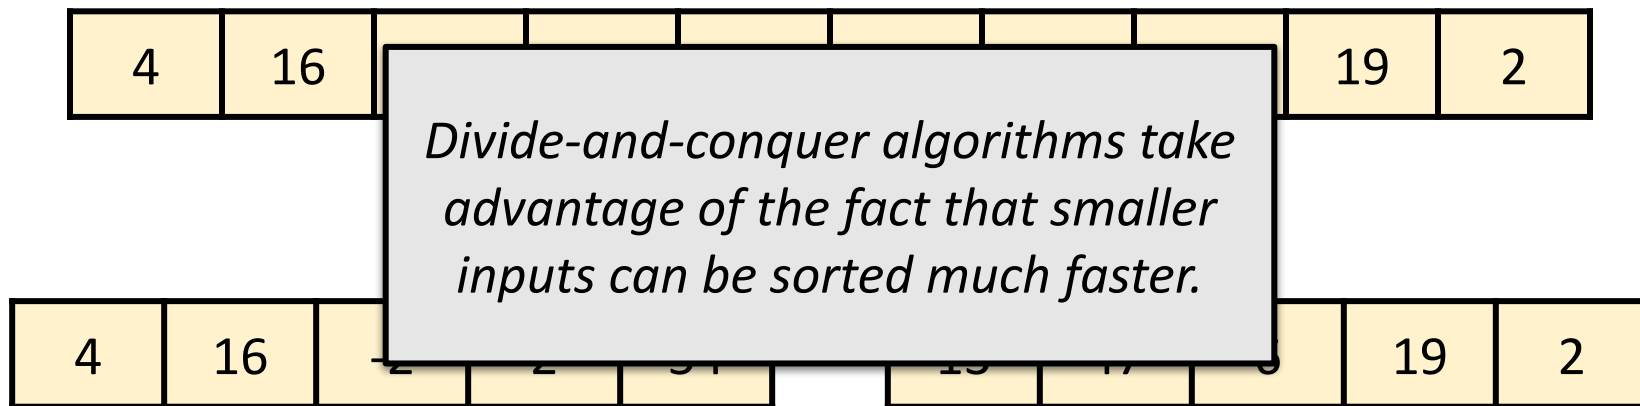 4 16 19 2
Divide-and-conquer algorithms take
advantage of the fact that smaller
inputs can be sorted much faster.
4 16 19 2